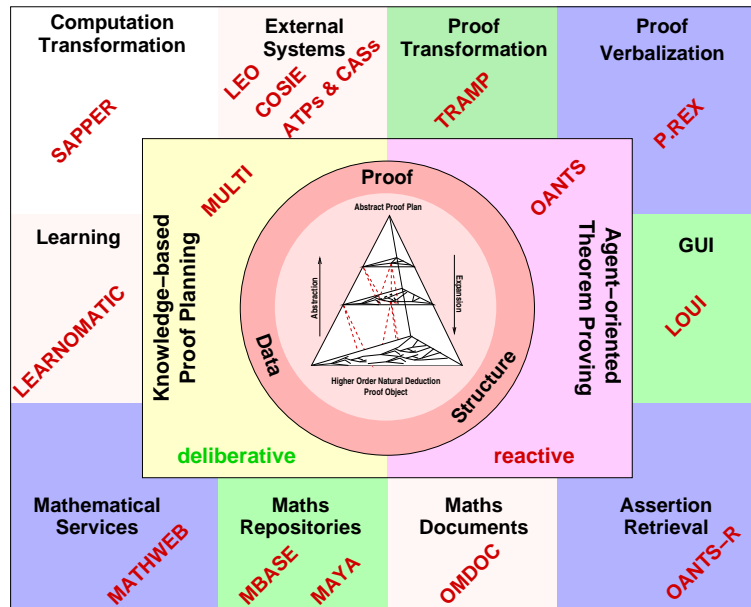 Computation
Transformation
SAPPER
External
Systems
LEO
COSIE
ATPs & CASs
Proof
Transformation
TRAMP
Proof
Verbalization
P.REX
Learning
LEARNOMATIC
MULTI
Knowledge−based
Proof Planning
deliberative
Proof
Data
Structure
Abstract Proof Plan
Abstraction
Expansion
Higher Order Natural Deduction
Proof Object
OANTS
Agent−oriented
Theorem Proving
reactive
GUI
LOUI
Mathematical
Services
MATHWEB
Maths
Repositories
MBASE
MAYA
Maths
Documents
OMDOC
Assertion
Retrieval
OANTS−R